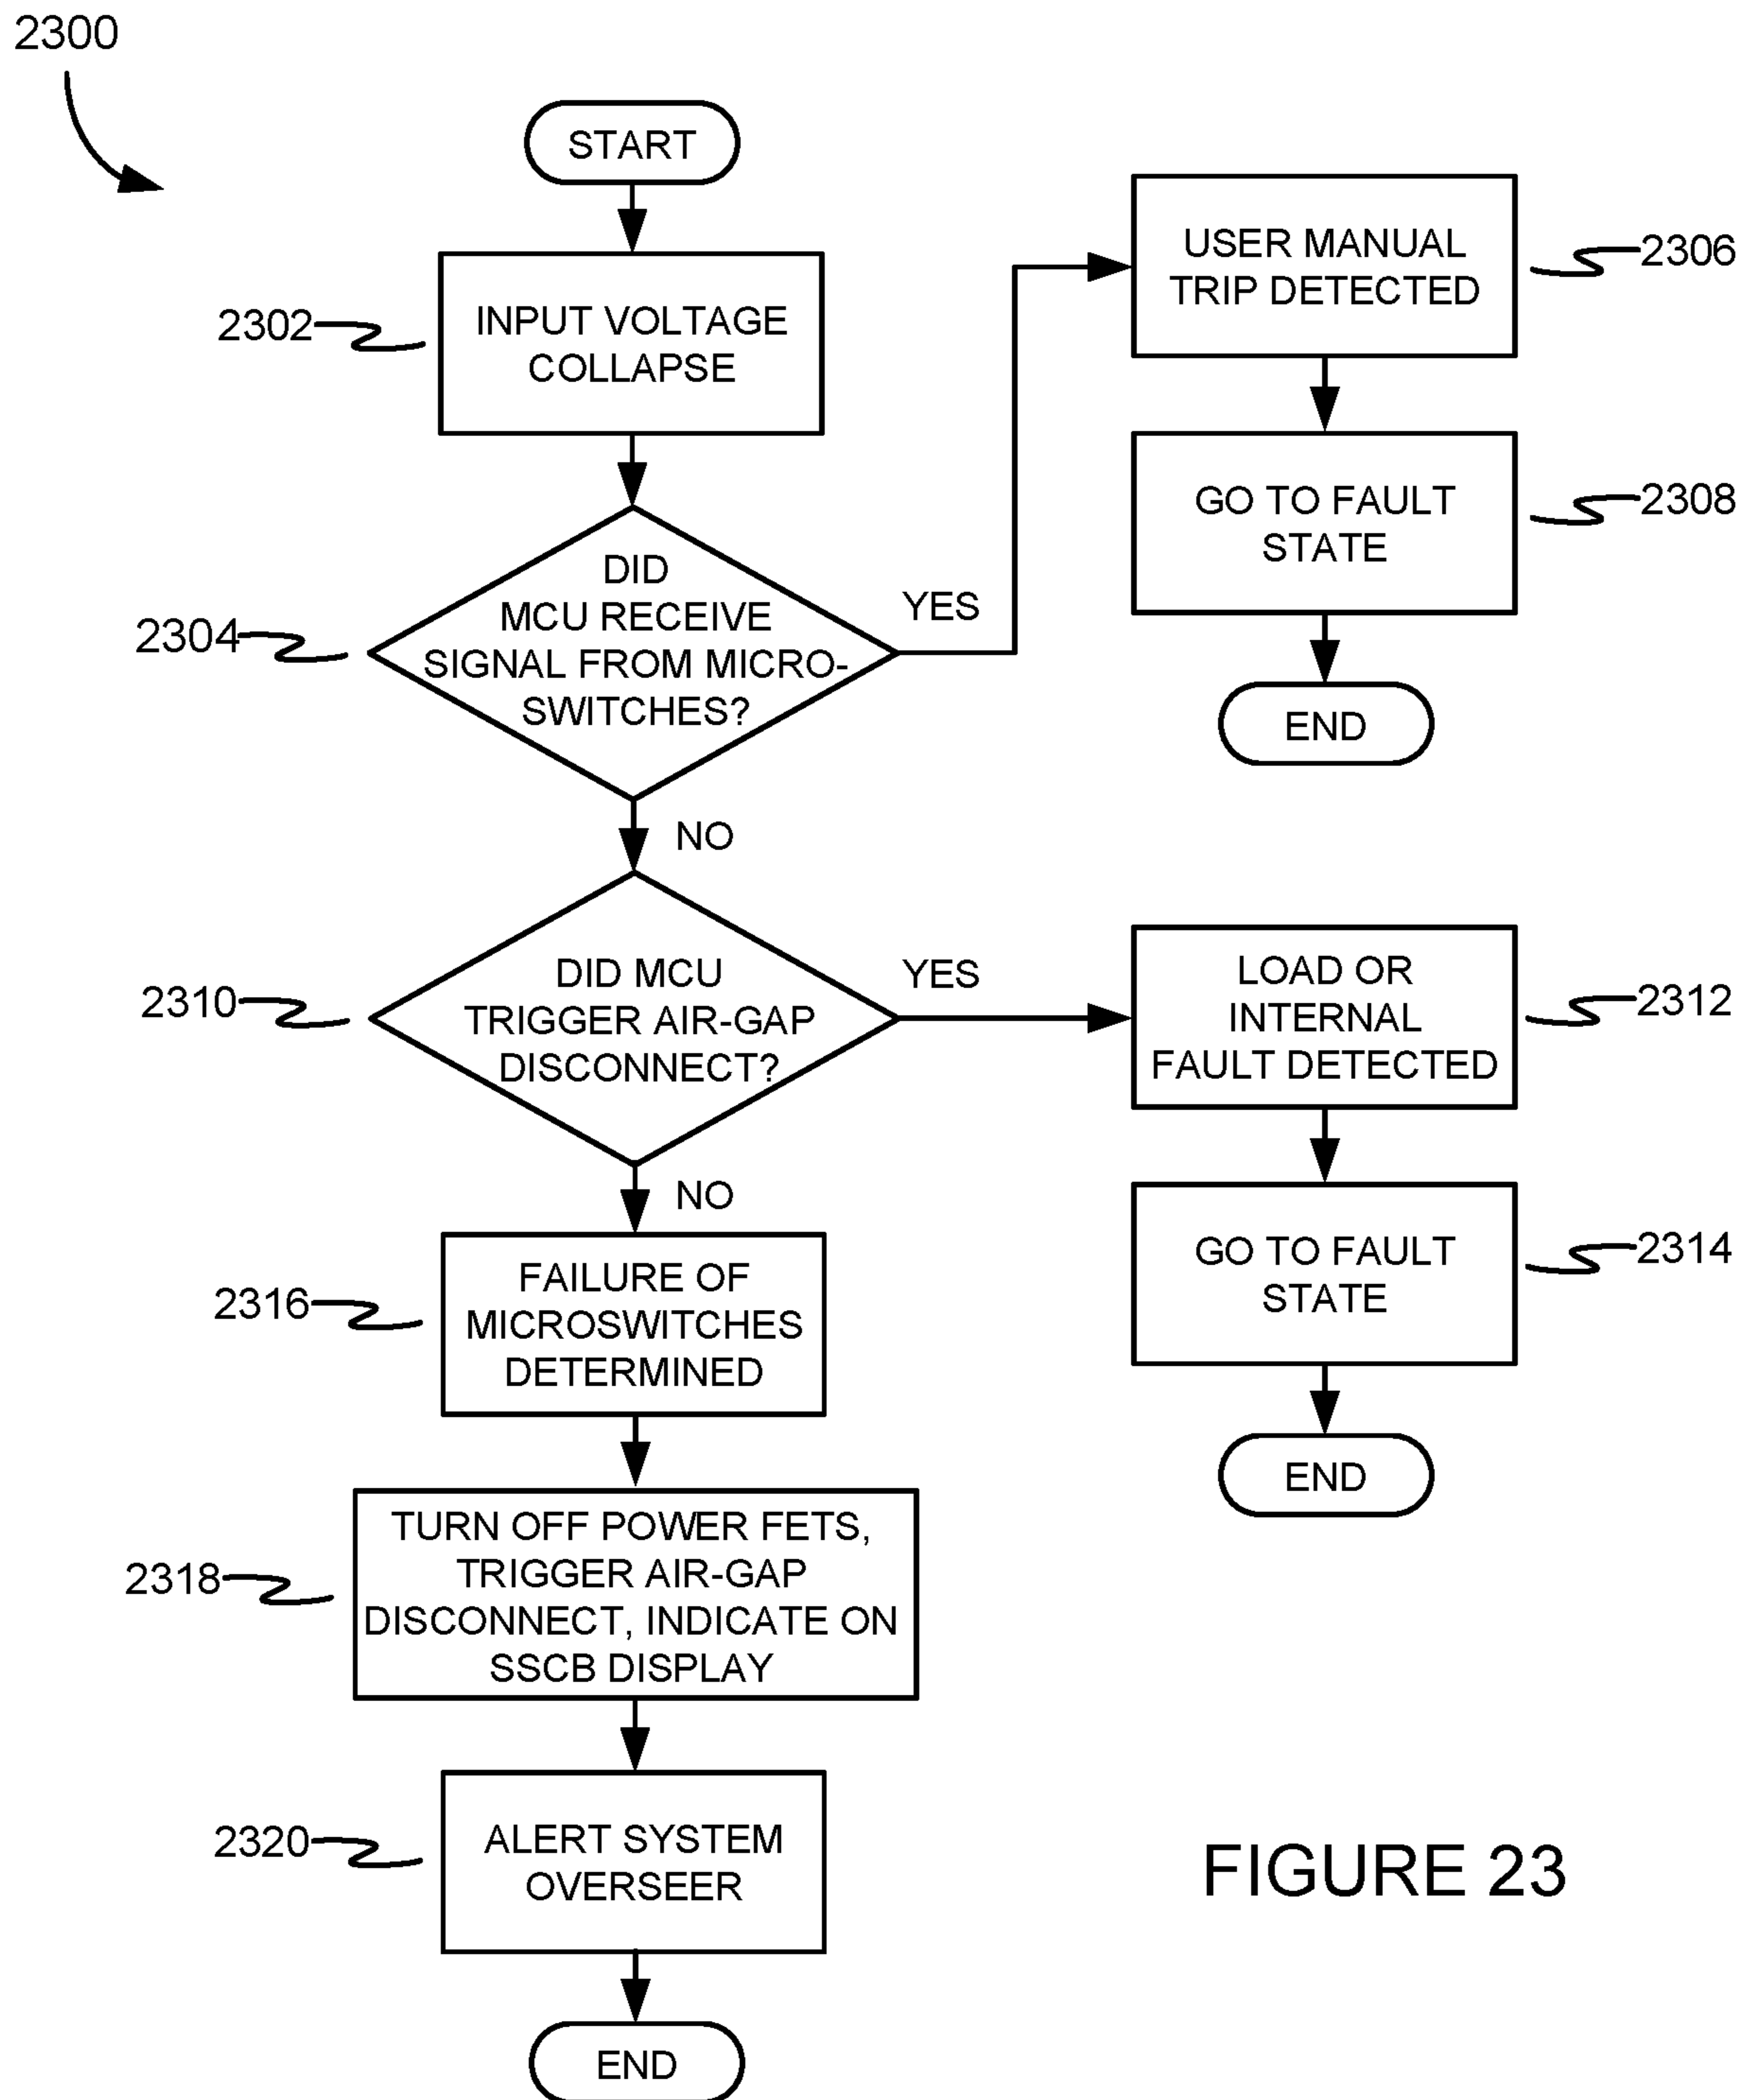 2300
START
2302
INPUT VOLTAGE
COLLAPSE
2304
DID
MCU RECEIVE
SIGNAL FROM MICRO-
SWITCHES?
YES
USER MANUAL
TRIP DETECTED
2306
GO TO FAULT
STATE
2308
END
NO
2310
DID MCU
TRIGGER AIR-GAP
DISCONNECT?
YES
LOAD OR
INTERNAL
FAULT DETECTED
2312
GO TO FAULT
STATE
2314
END
NO
2316
FAILURE OF
MICROSWITCHES
DETERMINED
2318
TURN OFF POWER FETS,
TRIGGER AIR-GAP
DISCONNECT, INDICATE ON
SSCB DISPLAY
2320
ALERT SYSTEM
OVERSEER
END
FIGURE 23